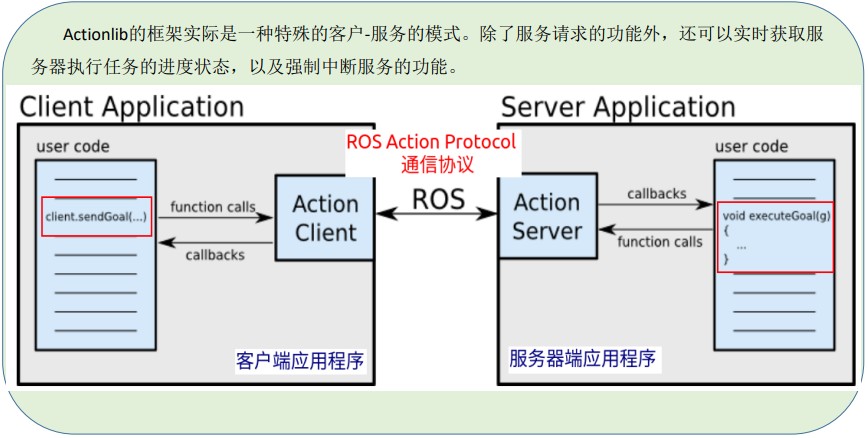 Actionlib的框架实际是一种特殊的客户-服务的模式。除了服务请求的功能外，还可以实时获取服
务器执行任务的进度状态，以及强制中断服务的功能。
Client Application
Server Application
ROS Action Protocol
通信协议
user code
user code
client.sendGoal(...)
function calls
callbacks
Action
Client
ROS
Action
Server
callbacks
function calls
void executeGoal(g)
{
...
}
客户端应用程序
服务器端应用程序